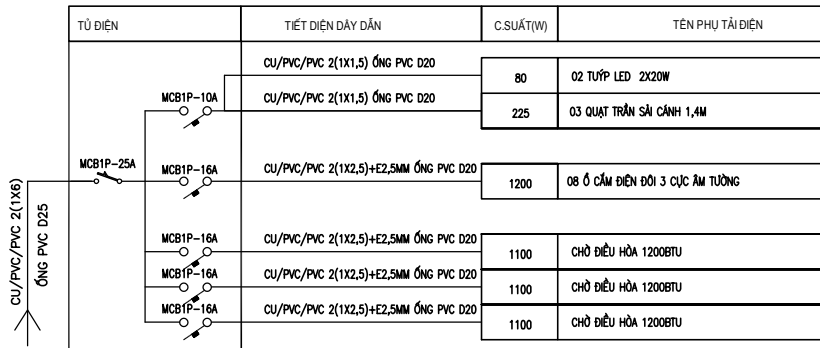 TỦ ĐIỆN TIẾT DIỆN DÂY DẪN C.SUẤT(W) TÊN PHỤ TẢI ĐIỆN
CU/PVC/PVC 2(1X1,5) ỐNG PVC D20 80 02 TUÝP LED 2X20W
MCB1P-10A CU/PVC/PVC 2(1X1,5) ỐNG PVC D20 225 03 QUẠT TRẦN SẢI CÁNH 1,4M
MCB1P-25A MCB1P-16A CU/PVC/PVC 2(1X2,5)+E2,5MM ỐNG PVC D20 1200 08 Ổ CẮM ĐIỆN ĐÔI 3 CỰC ÂM TƯỜNG
MCB1P-16A CU/PVC/PVC 2(1X2,5)+E2,5MM ỐNG PVC D20 1100 CHỜ ĐIỀU HÒA 1200BTU
MCB1P-16A CU/PVC/PVC 2(1X2,5)+E2,5MM ỐNG PVC D20 1100 CHỜ ĐIỀU HÒA 1200BTU
MCB1P-16A CU/PVC/PVC 2(1X2,5)+E2,5MM ỐNG PVC D20 1100 CHỜ ĐIỀU HÒA 1200BTU
CU/PVC/PVC 2(1X6)
ỐNG PVC D25